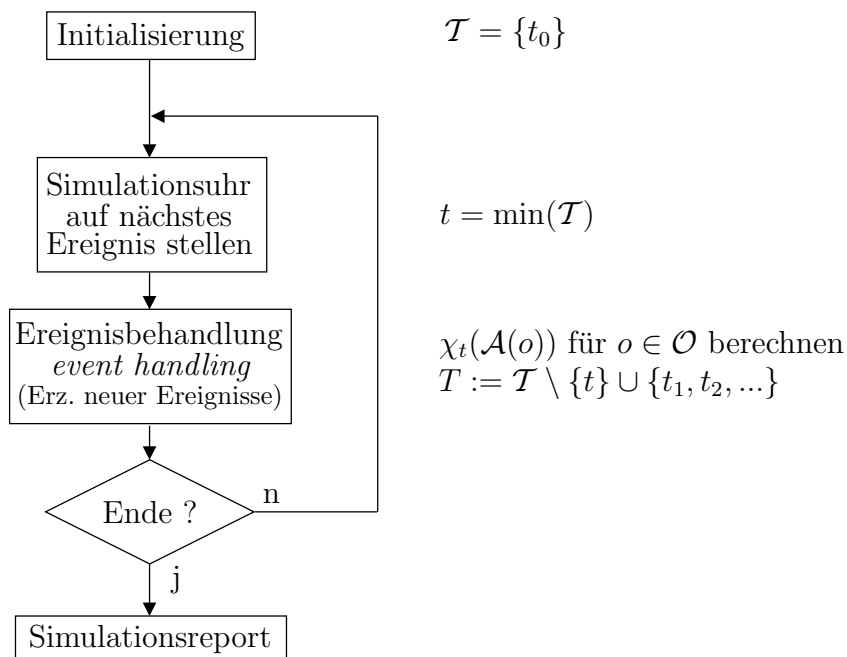 Initialisierung
𝒯 = {t₀}
Simulationsuhr
auf nächstes
Ereignis stellen
t = min(𝒯)
Ereignisbehandlung
event handling
(Erz. neuer Ereignisse)
χₜ(𝒜(o)) für o ∈ 𝒪 berechnen
T := 𝒯 \ {t} ∪ {t₁, t₂, ...}
Ende ?
n
j
Simulationsreport